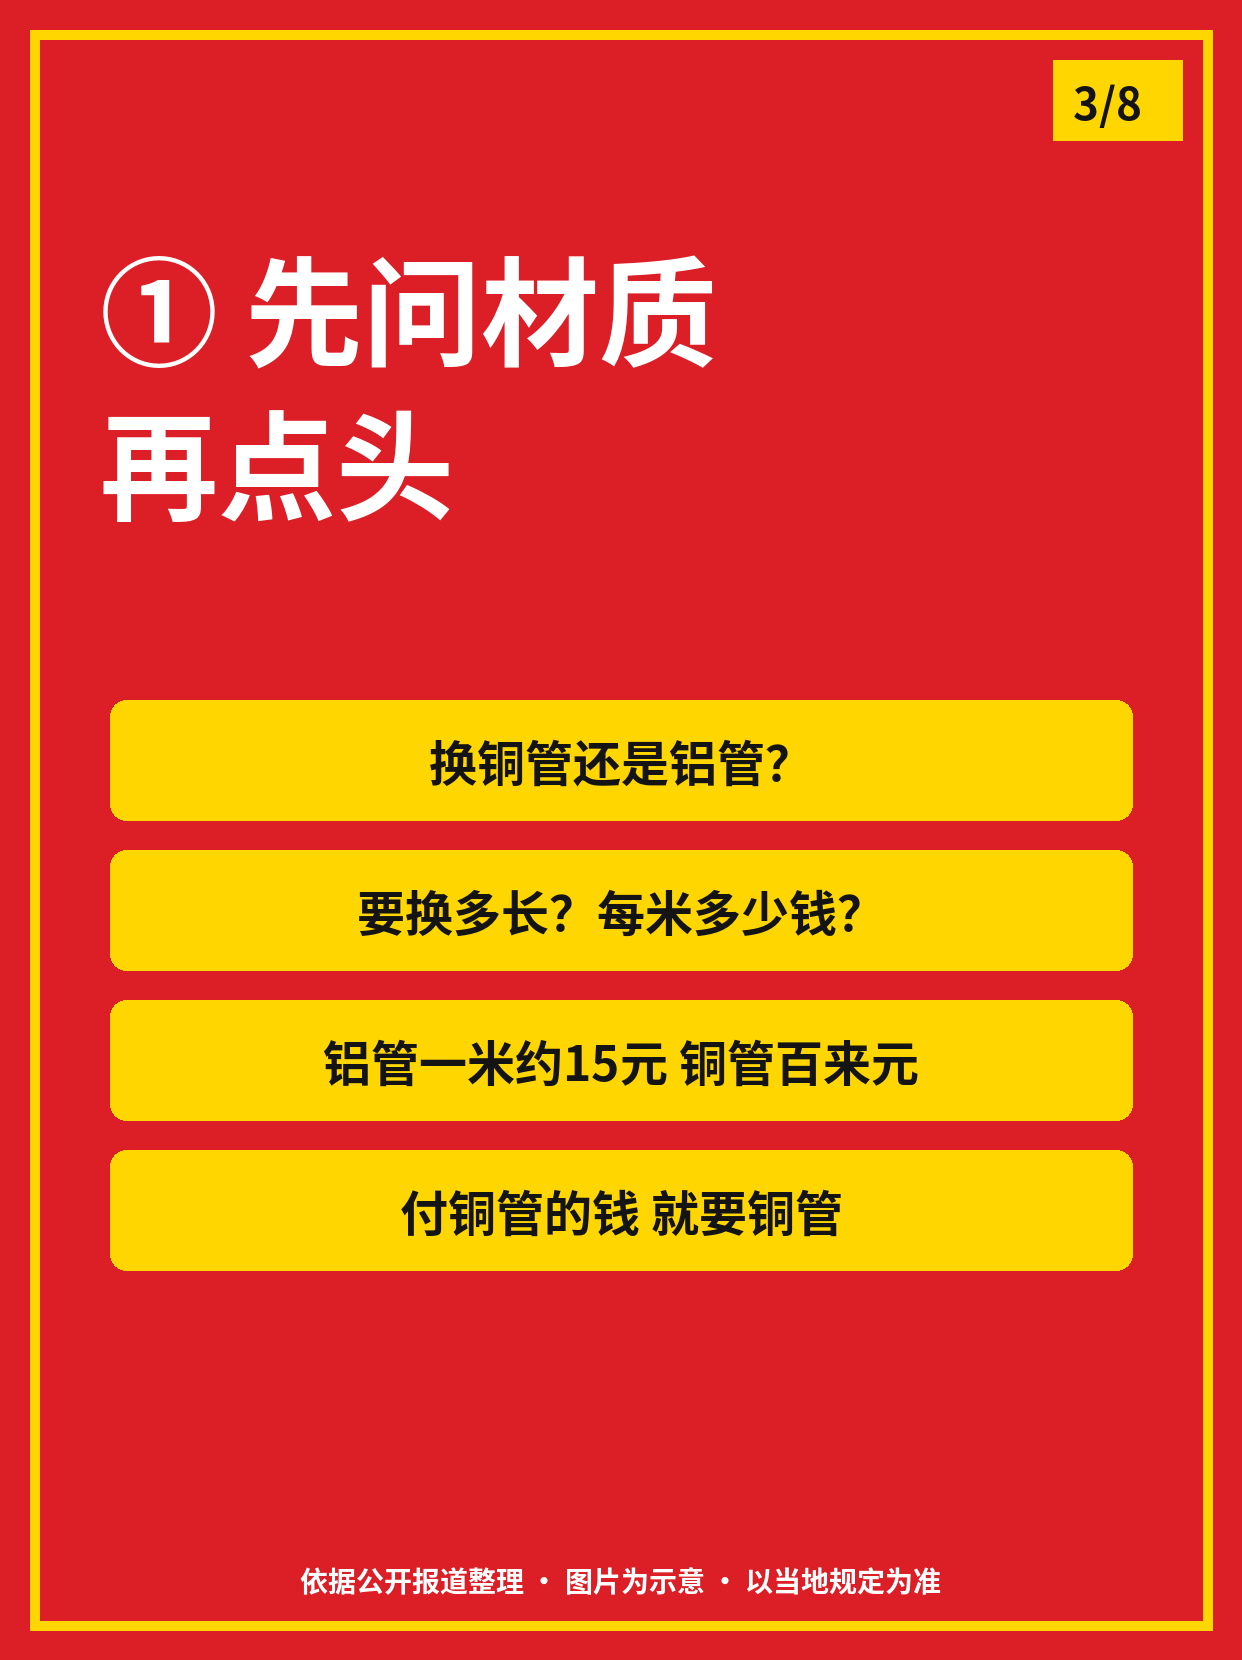 3/8
① 先问材质
再点头
换铜管还是铝管？
要换多长？每米多少钱？
铝管一米约15元 铜管百来元
付铜管的钱 就要铜管
依据公开报道整理 · 图片为示意 · 以当地规定为准